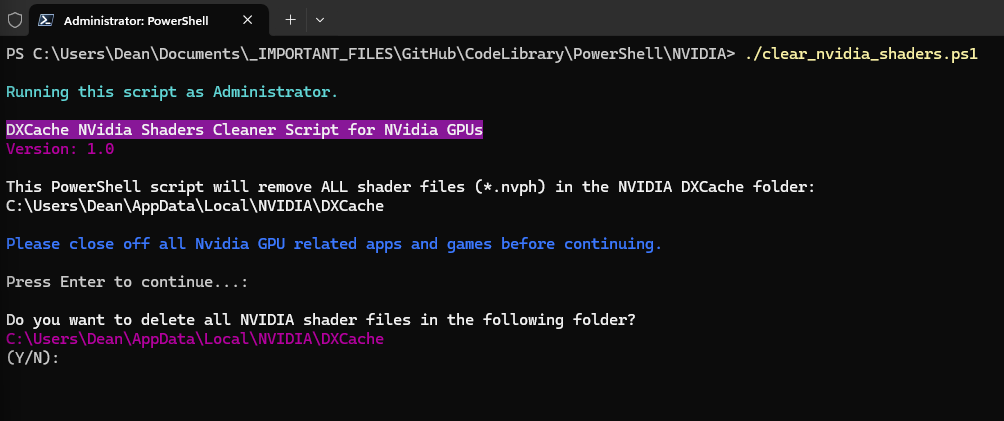 Administrator: PowerShell
PS C:\Users\Dean\Documents\_IMPORTANT_FILES\GitHub\CodeLibrary\PowerShell\NVIDIA> ./clear_nvidia_shaders.ps1
Running this script as Administrator.
DXCache NVidia Shaders Cleaner Script for NVidia GPUs
Version: 1.0
This PowerShell script will remove ALL shader files (*.nvph) in the NVIDIA DXCache folder:
C:\Users\Dean\AppData\Local\NVIDIA\DXCache
Please close off all Nvidia GPU related apps and games before continuing.
Press Enter to continue...:
Do you want to delete all NVIDIA shader files in the following folder?
C:\Users\Dean\AppData\Local\NVIDIA\DXCache
(Y/N):